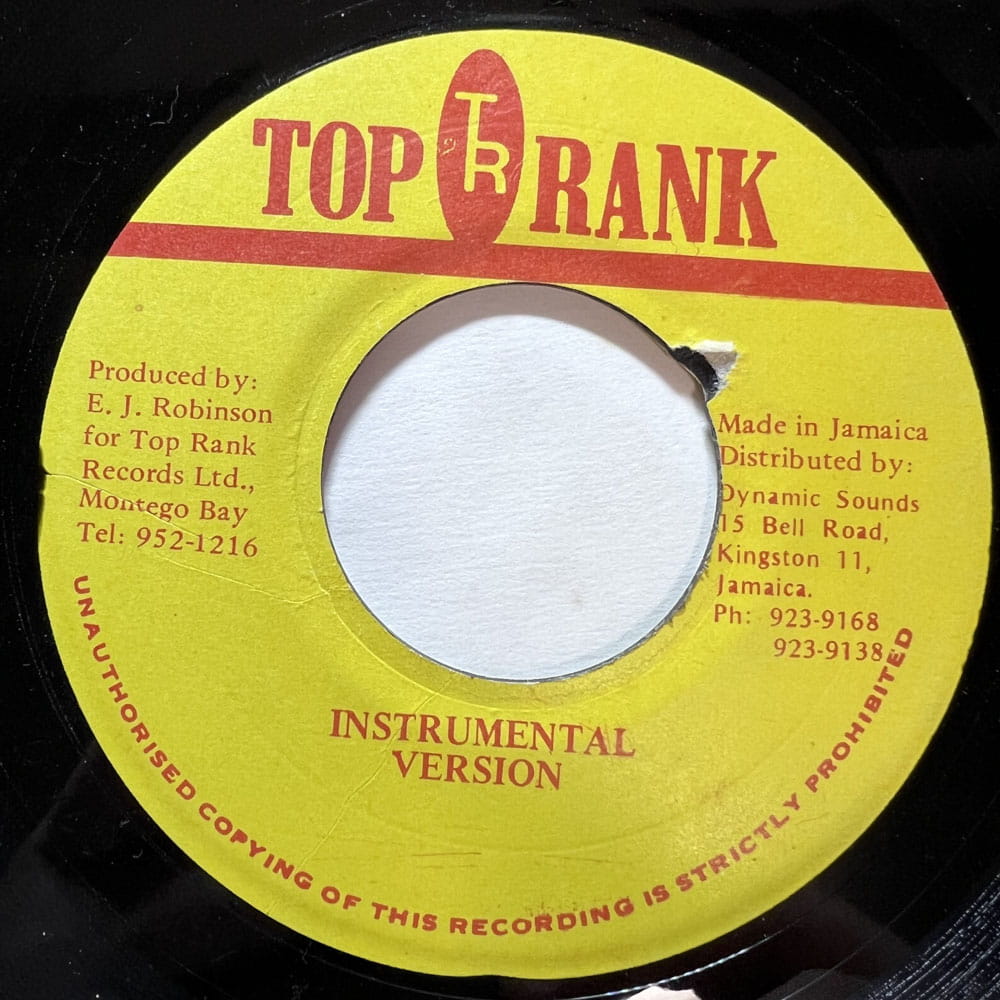 TOP TR RANK
Produced by:
E. J. Robinson
for Top Rank
Records Ltd.,
Montego Bay
Tel: 952-1216
Made in Jamaica
Distributed by:
Dynamic Sounds
15 Bell Road,
Kingston 11,
Jamaica.
Ph: 923-9168
923-9138
INSTRUMENTAL
VERSION
UNAUTHORISED COPYING OF THIS RECORDING IS STRICTLY PROHIBITED